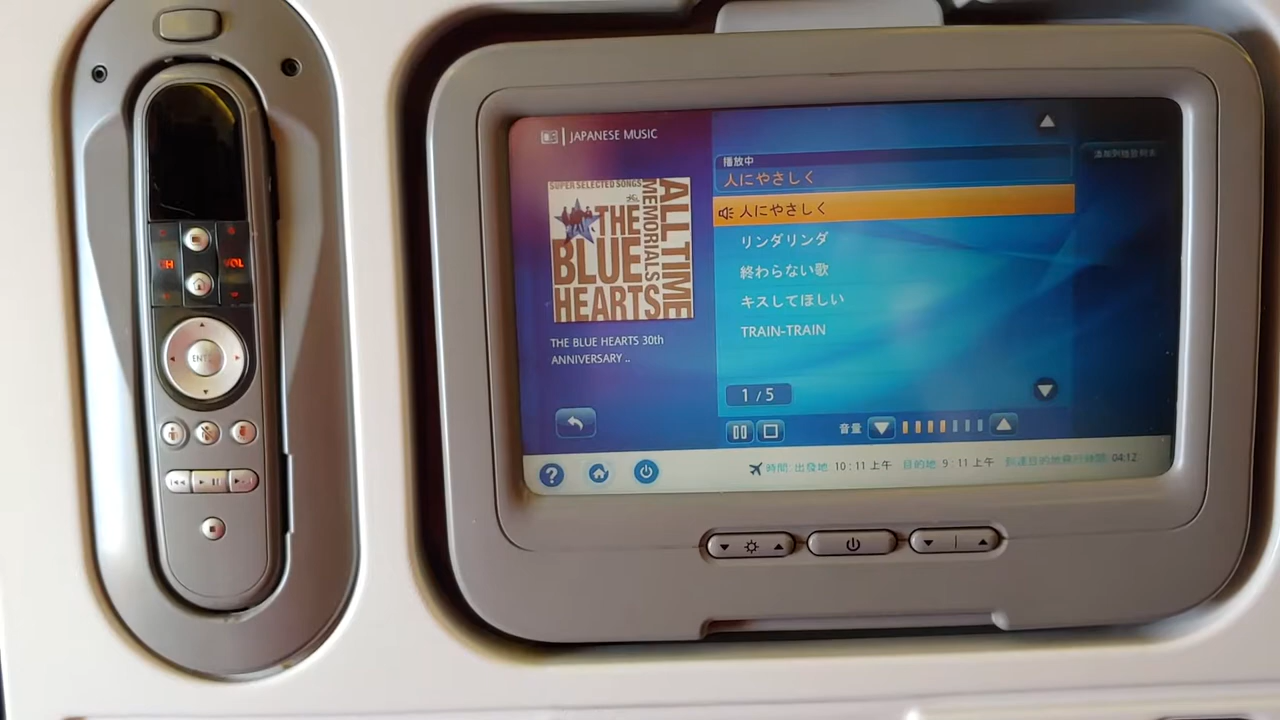 CH
VOL
ENTER
JAPANESE MUSIC
SUPER SELECTED SONGS
ALL TIME
MEMORIALS
THE
BLUE
HEARTS
THE BLUE HEARTS 30th
ANNIVERSARY ..
播放中
人にやさしく
人にやさしく
リンダリンダ
終わらない歌
キスしてほしい
TRAIN-TRAIN
1 / 5
音量
?
時間: 出發地 10:11 上午 目的地 9:11 上午 到達目的地飛行時間: 04:12